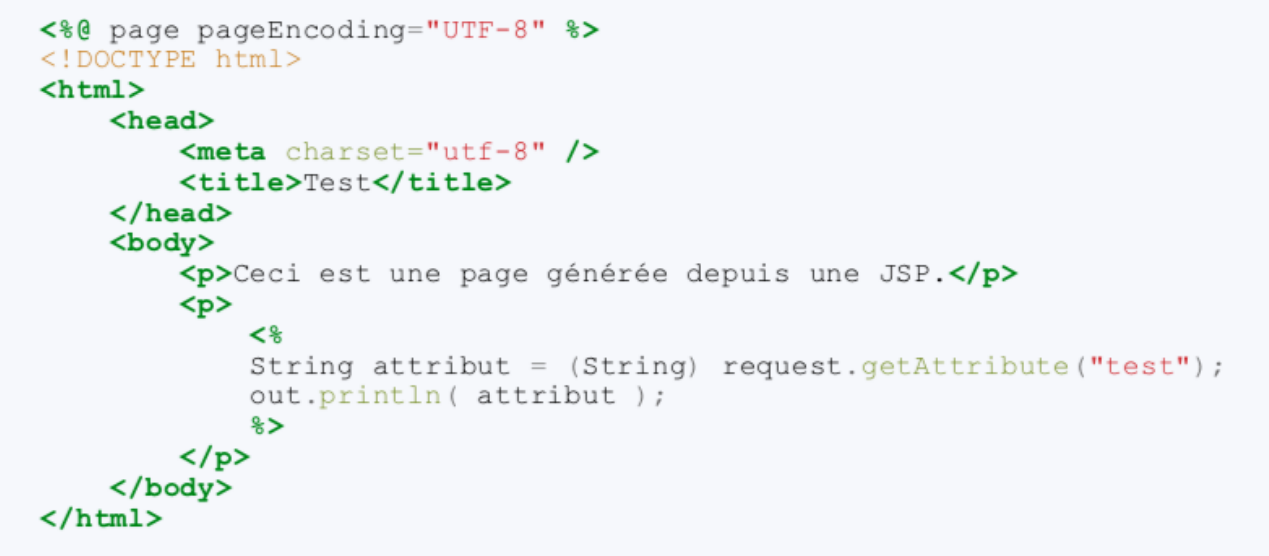 <%@ page pageEncoding="UTF-8" %>
<!DOCTYPE html>
<html>
<head>
<meta charset="utf-8" />
<title>Test</title>
</head>
<body>
<p>Ceci est une page générée depuis une JSP.</p>
<p>
<%
String attribut = (String) request.getAttribute("test");
out.println( attribut );
%>
</p>
</body>
</html>